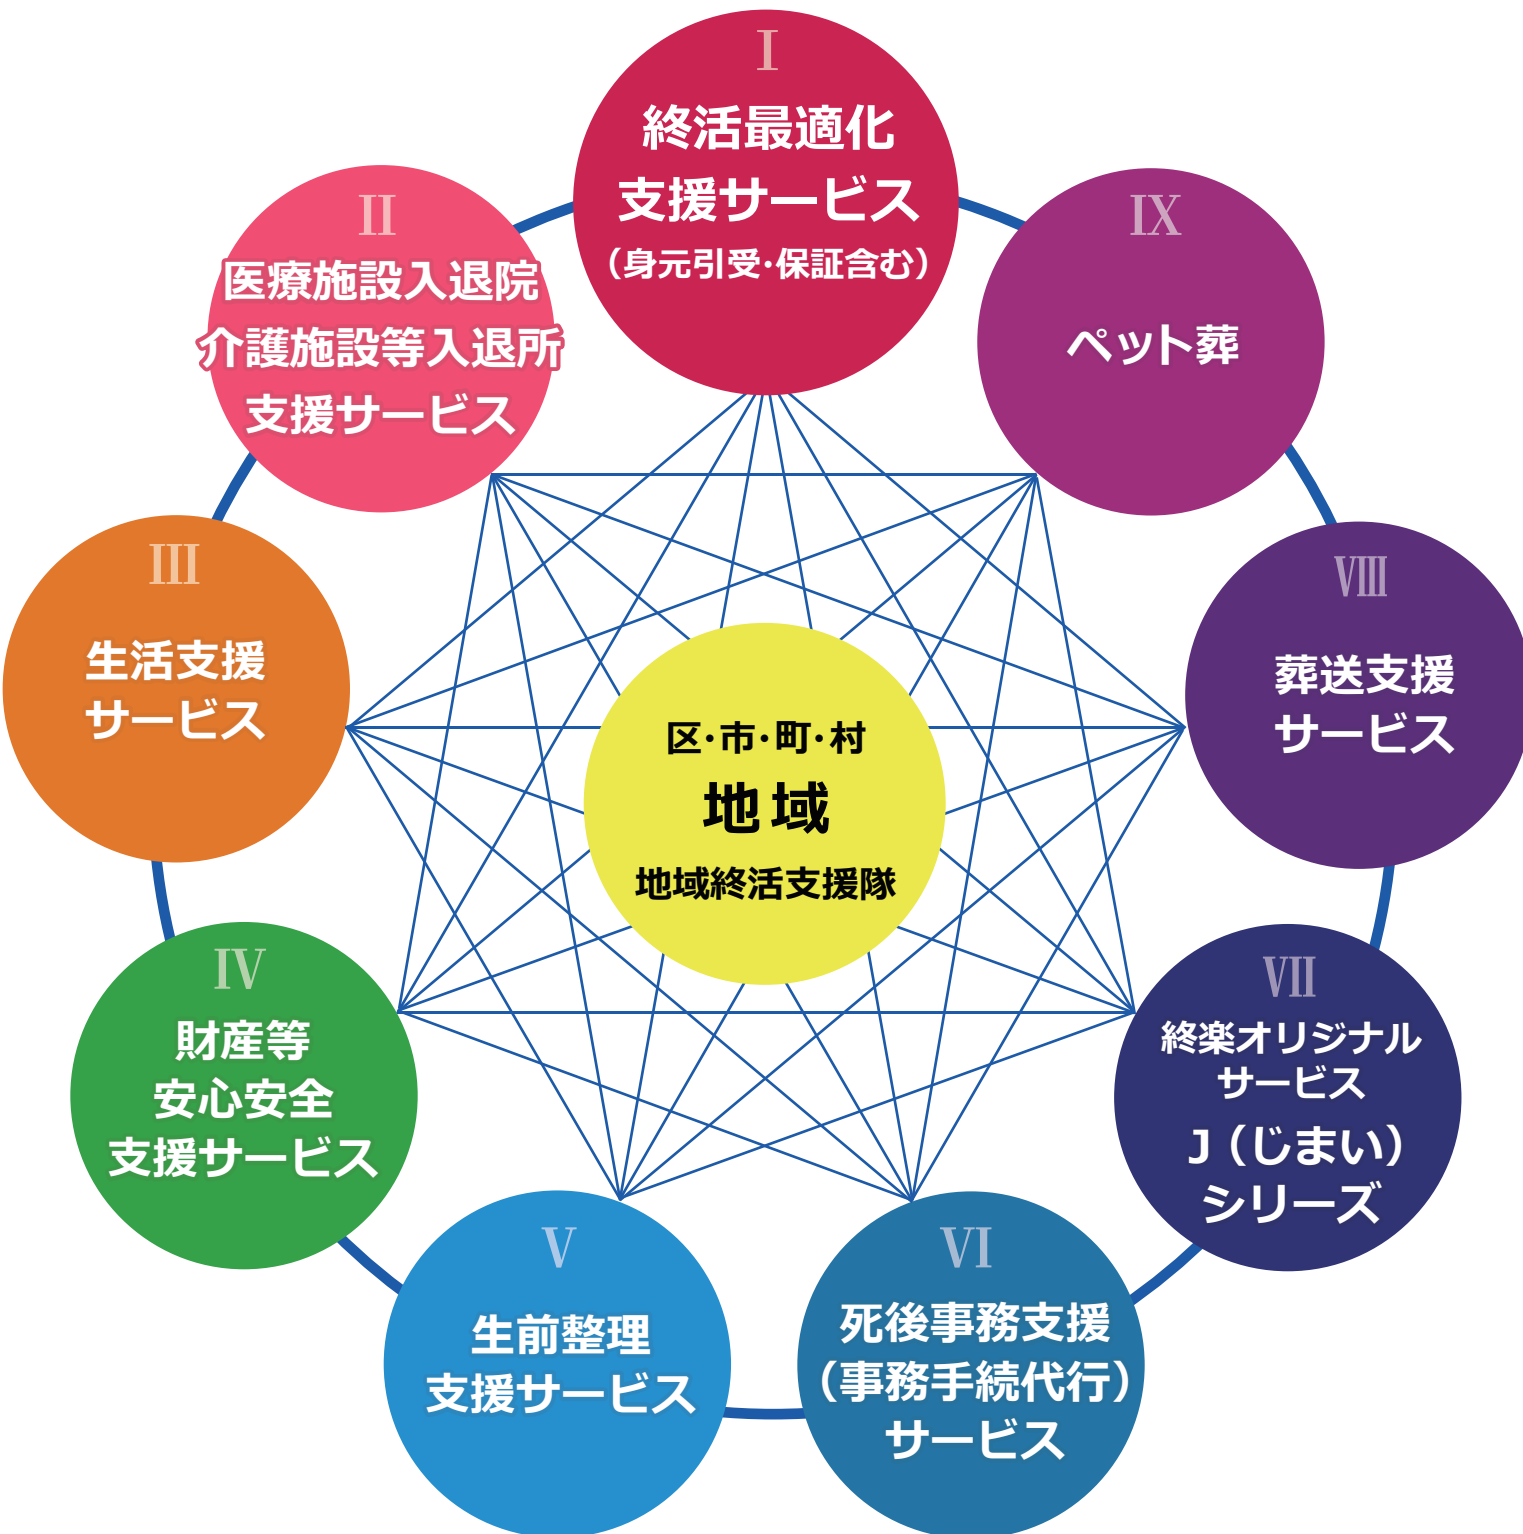 Ⅰ
終活最適化
支援サービス
（身元引受・保証含む）
Ⅱ
医療施設入退院
介護施設等入退所
支援サービス
Ⅲ
生活支援
サービス
Ⅳ
財産等
安心安全
支援サービス
Ⅴ
生前整理
支援サービス
Ⅵ
死後事務支援
（事務手続代行）
サービス
Ⅶ
終楽オリジナル
サービス
J（じまい）
シリーズ
Ⅷ
葬送支援
サービス
Ⅸ
ペット葬
区・市・町・村
地域
地域終活支援隊